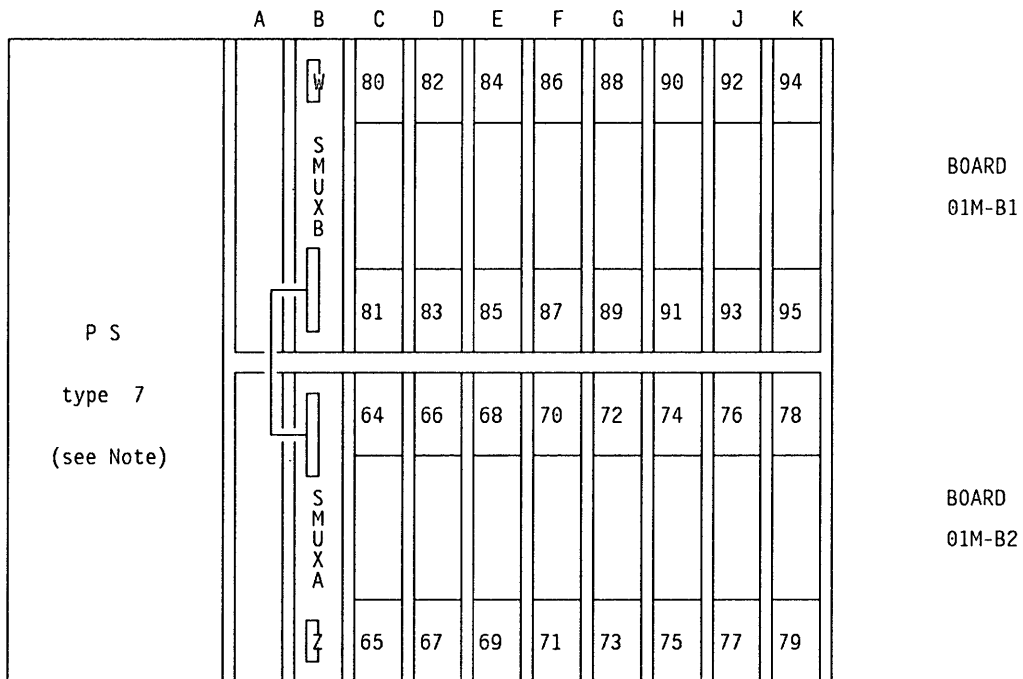 A B C D E F G H J K
W 80 82 84 86 88 90 92 94
SMUXB
BOARD
01M-B1
81 83 85 87 89 91 93 95
P S
type 7
(see Note)
64 66 68 70 72 74 76 78
SMUXA
BOARD
01M-B2
Z 65 67 69 71 73 75 77 79